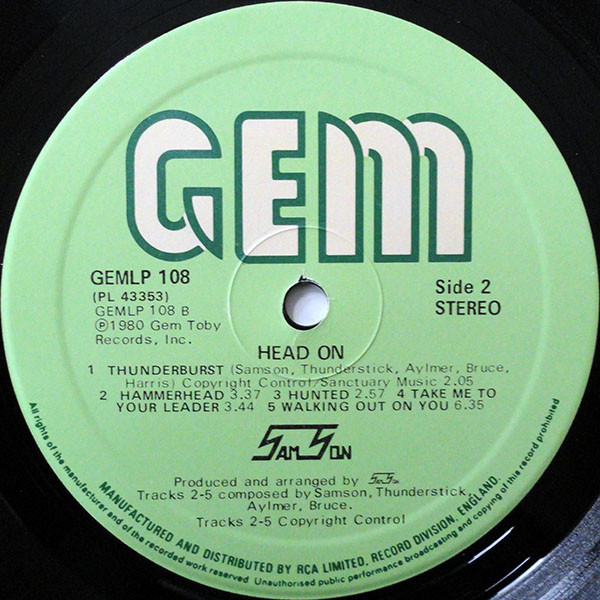 GEM
GEMLP 108
(PL 43353)
GEMLP 108 B
Ⓟ1980 Gem Toby
Records, Inc.
Side 2
STEREO
HEAD ON
1 THUNDERBURST (Samson, Thunderstick, Aylmer, Bruce,
Harris) Copyright Control/Sanctuary Music 2.05
2 HAMMERHEAD 3.37 3 HUNTED 2.57 4 TAKE ME TO
YOUR LEADER 3.44 5 WALKING OUT ON YOU 6.35
SAMSON
Produced and arranged by SAMSON
Tracks 2-5 composed by Samson, Thunderstick,
Aylmer, Bruce.
Tracks 2-5 Copyright Control
All rights of the manufacturer and of the recorded work reserved Unauthorised public performance broadcasting and copying of this record prohibited
MANUFACTURED AND DISTRIBUTED BY RCA LIMITED, RECORD DIVISION, ENGLAND.